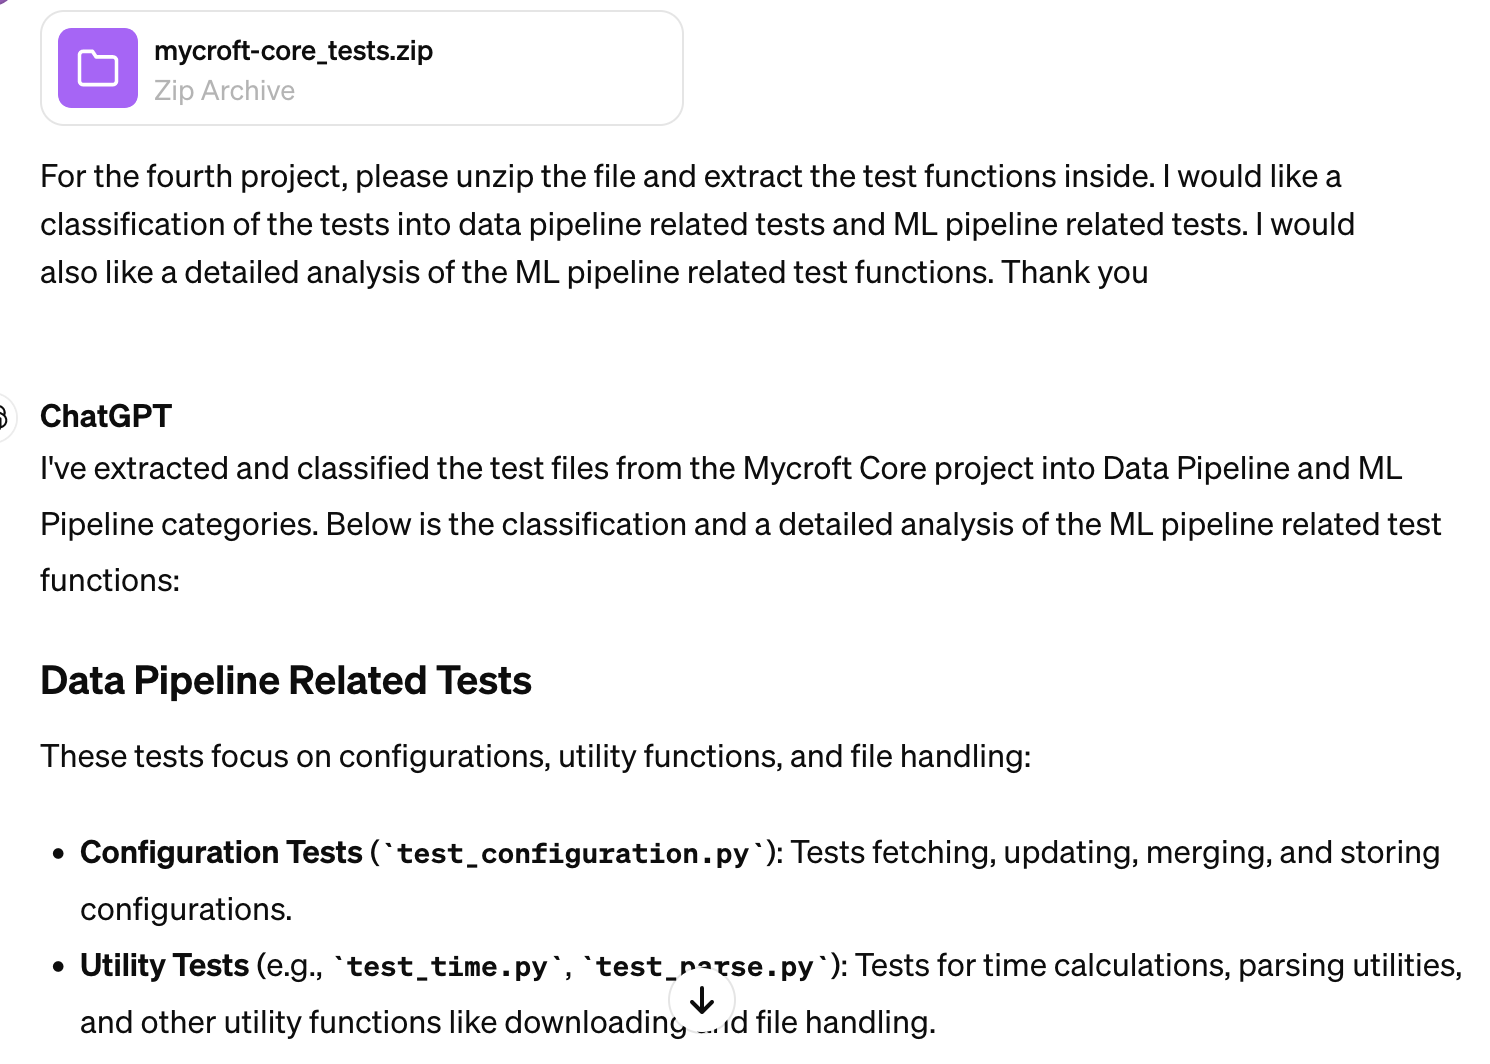 mycroft-core_tests.zip
Zip Archive
For the fourth project, please unzip the file and extract the test functions inside. I would like a
classification of the tests into data pipeline related tests and ML pipeline related tests. I would
also like a detailed analysis of the ML pipeline related test functions. Thank you
ChatGPT
I've extracted and classified the test files from the Mycroft Core project into Data Pipeline and ML
Pipeline categories. Below is the classification and a detailed analysis of the ML pipeline related test
functions:
Data Pipeline Related Tests
These tests focus on configurations, utility functions, and file handling:
• Configuration Tests (`test_configuration.py`): Tests fetching, updating, merging, and storing
configurations.
• Utility Tests (e.g., `test_time.py`, `test_parse.py`): Tests for time calculations, parsing utilities,
and other utility functions like downloading and file handling.